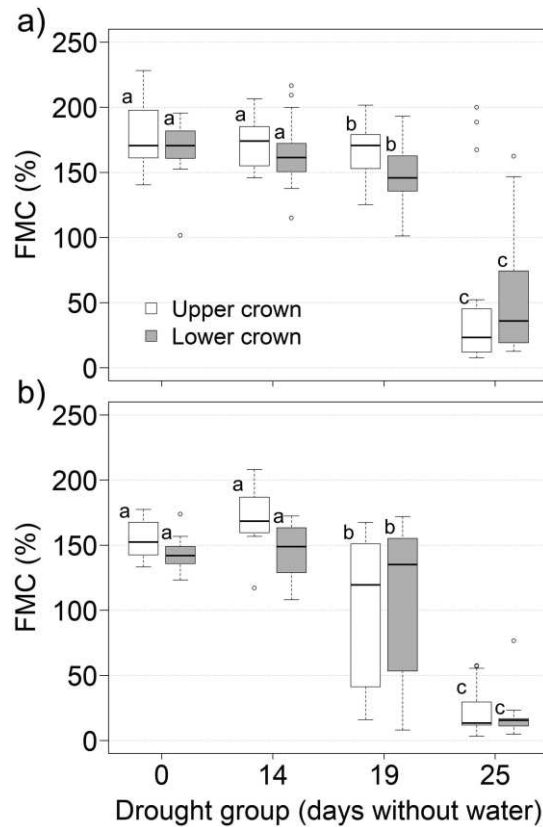 a)
250
200
150
100
50
0
FMC (%)
a a a a b b c c
Upper crown
Lower crown
b)
250
200
150
100
50
0
FMC (%)
a a a a b b c c
0 14 19 25
Drought group (days without water)